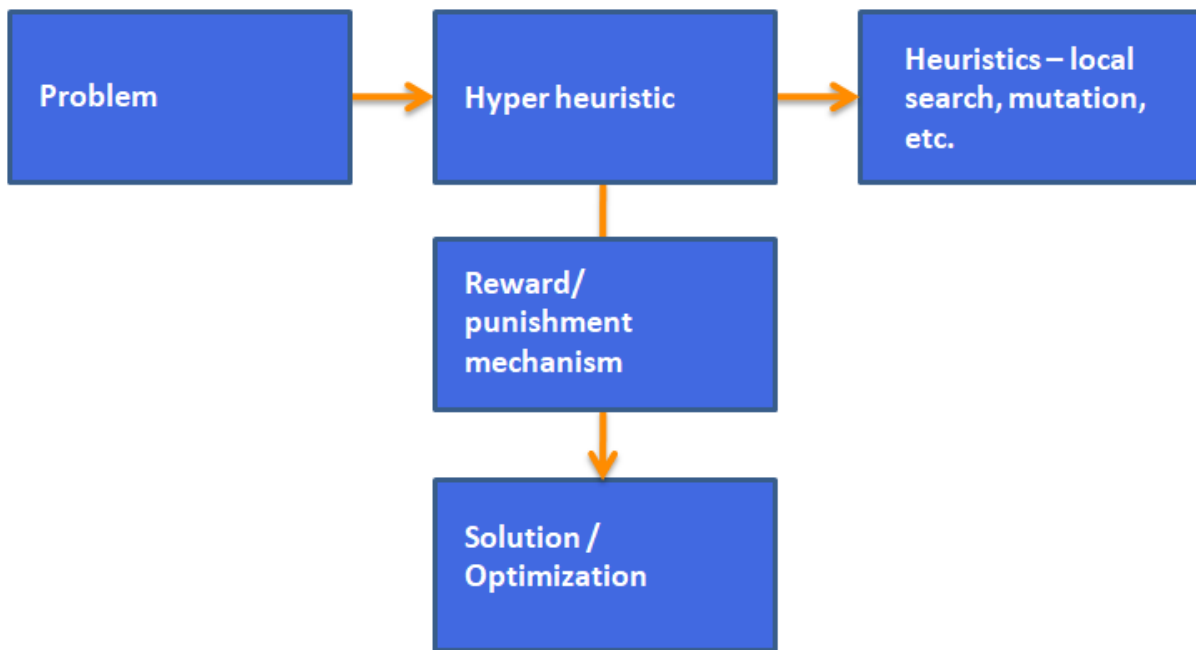 Problem
Hyper heuristic
Heuristics – local
search, mutation,
etc.
Reward/
punishment
mechanism
Solution /
Optimization